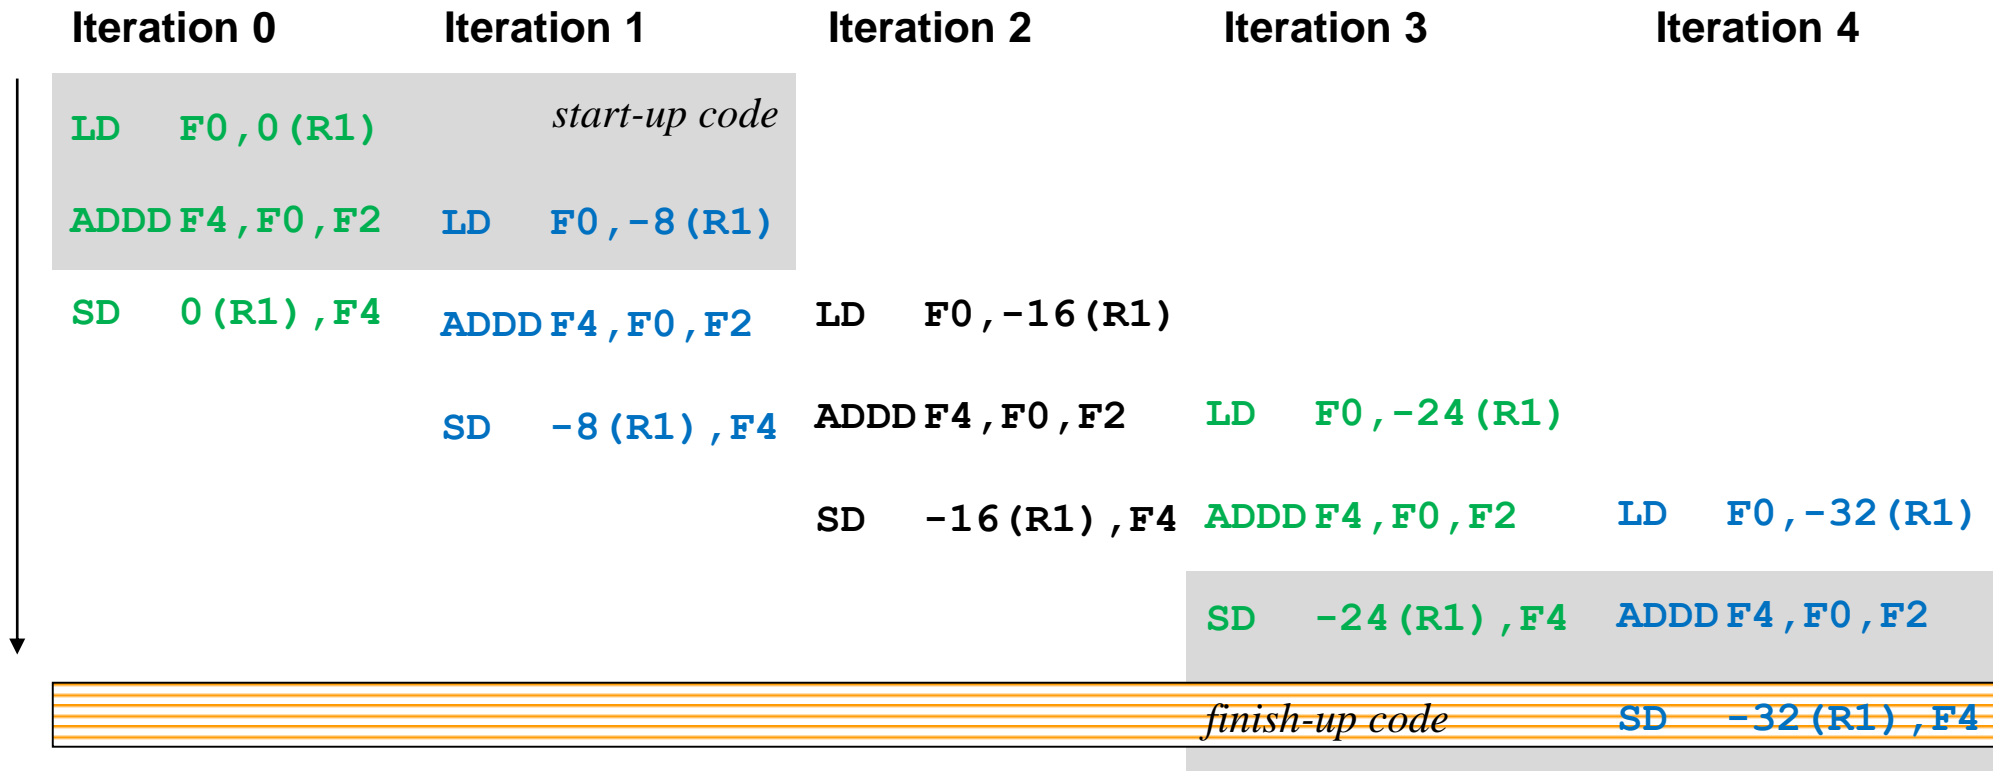 Iteration 0 Iteration 1 Iteration 2 Iteration 3 Iteration 4
start-up code
LD F0,0(R1)
ADDD F4,F0,F2 LD F0,-8(R1)
SD 0(R1),F4 ADDD F4,F0,F2 LD F0,-16(R1)
SD -8(R1),F4 ADDD F4,F0,F2 LD F0,-24(R1)
SD -16(R1),F4 ADDD F4,F0,F2 LD F0,-32(R1)
SD -24(R1),F4 ADDD F4,F0,F2
finish-up code SD -32(R1),F4